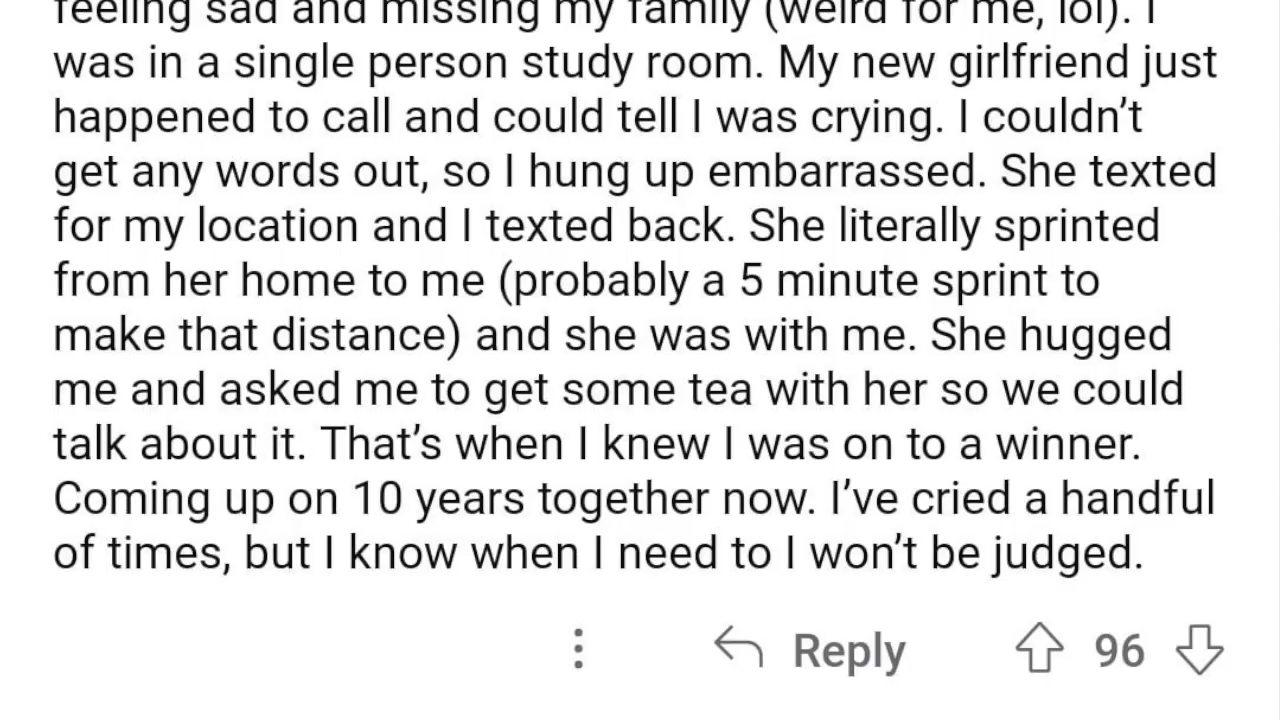 feeling sad and missing my family (weird for me, lol). I
was in a single person study room. My new girlfriend just
happened to call and could tell I was crying. I couldn’t
get any words out, so I hung up embarrassed. She texted
for my location and I texted back. She literally sprinted
from her home to me (probably a 5 minute sprint to
make that distance) and she was with me. She hugged
me and asked me to get some tea with her so we could
talk about it. That’s when I knew I was on to a winner.
Coming up on 10 years together now. I’ve cried a handful
of times, but I know when I need to I won’t be judged.
Reply 96